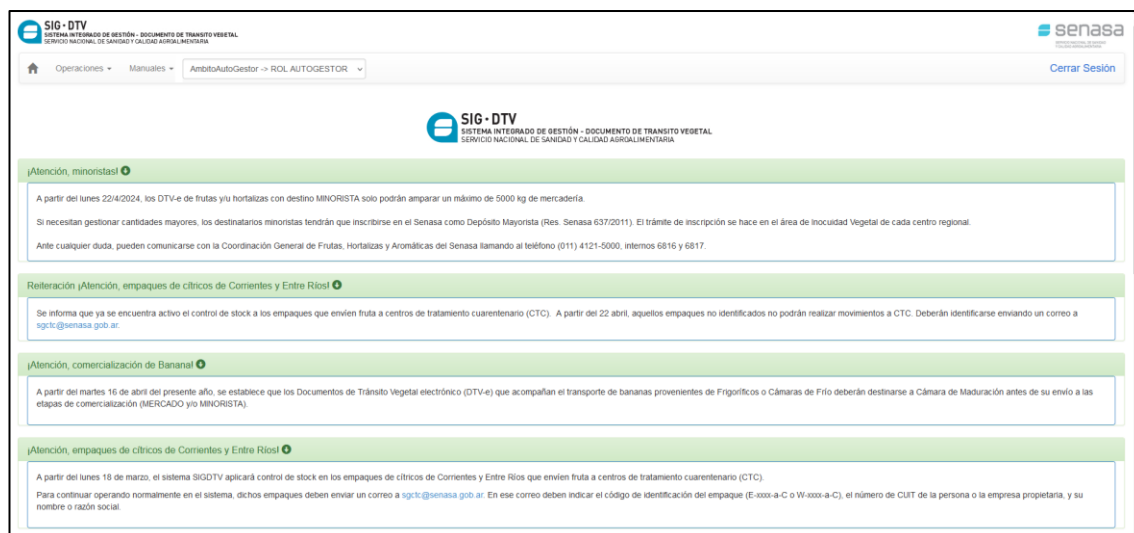 SIG · DTV
SISTEMA INTEGRADO DE GESTIÓN - DOCUMENTO DE TRANSITO VEGETAL
SERVICIO NACIONAL DE SANIDAD Y CALIDAD AGROALIMENTARIA
senasa
Operaciones
Manuales
AmbitoAutoGestor -> ROL AUTOGESTOR
Cerrar Sesión
SIG · DTV
SISTEMA INTEGRADO DE GESTIÓN - DOCUMENTO DE TRANSITO VEGETAL
SERVICIO NACIONAL DE SANIDAD Y CALIDAD AGROALIMENTARIA
¡Atención, minoristas!
A partir del lunes 22/4/2024, los DTV-e de frutas y/u hortalizas con destino MINORISTA solo podrán amparar un máximo de 5000 kg de mercadería.
Si necesitan gestionar cantidades mayores, los destinatarios minoristas tendrán que inscribirse en el Senasa como Depósito Mayorista (Res. Senasa 637/2011). El trámite de inscripción se hace en el área de Inocuidad Vegetal de cada centro regional.
Ante cualquier duda, pueden comunicarse con la Coordinación General de Frutas, Hortalizas y Aromáticas del Senasa llamando al teléfono (011) 4121-5000, internos 6816 y 6817.
Reiteración ¡Atención, empaques de cítricos de Corrientes y Entre Ríos!
Se informa que ya se encuentra activo el control de stock a los empaques que envíen fruta a centros de tratamiento cuarentenario (CTC). A partir del 22 abril, aquellos empaques no identificados no podrán realizar movimientos a CTC. Deberán identificarse enviando un correo a
sgctc@senasa.gob.ar.
¡Atención, comercialización de Banana!
A partir del martes 16 de abril del presente año, se establece que los Documentos de Tránsito Vegetal electrónico (DTV-e) que acompañan el transporte de bananas provenientes de Frigoríficos o Cámaras de Frío deberán destinarse a Cámara de Maduración antes de su envío a las
etapas de comercialización (MERCADO y/o MINORISTA).
¡Atención, empaques de cítricos de Corrientes y Entre Ríos!
A partir del lunes 18 de marzo, el sistema SIGDTV aplicará control de stock en los empaques de cítricos de Corrientes y Entre Ríos que envíen fruta a centros de tratamiento cuarentenario (CTC).
Para continuar operando normalmente en el sistema, dichos empaques deben enviar un correo a sgctc@senasa.gob.ar. En ese correo deben indicar el código de identificación del empaque (E-xxxx-a-C o W-xxxx-a-C), el número de CUIT de la persona o la empresa propietaria, y su
nombre o razón social.